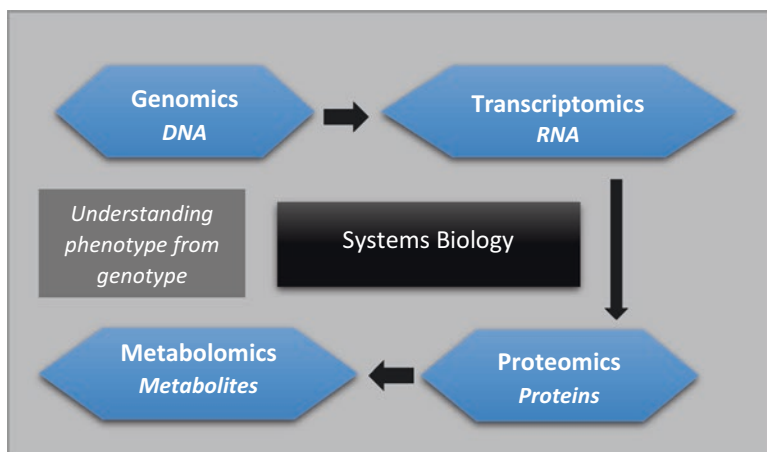 Genomics
DNA
Transcriptomics
RNA
Understanding
phenotype from
genotype
Systems Biology
Metabolomics
Metabolites
Proteomics
Proteins